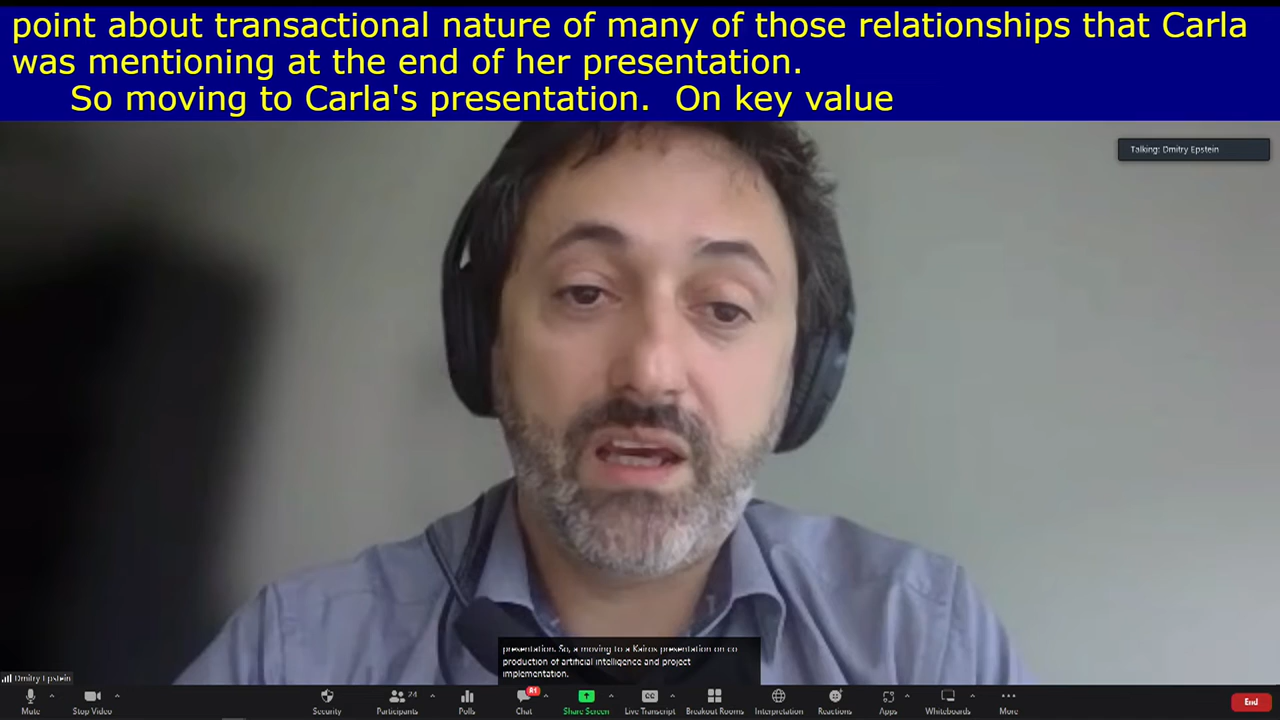 point about transactional nature of many of those relationships that Carla
was mentioning at the end of her presentation.
So moving to Carla's presentation.  On key value
Talking: Dmitry Epstein
presentation. So, a moving to a Kairos presentation on co
production of artificial intelligence and project
implementation.
Dmitry Epstein
81
24
Mute
Stop Video
Security
Participants
Polls
Chat
Share Screen
Live Transcript
Breakout Rooms
Interpretation
Reactions
Apps
Whiteboards
More
End